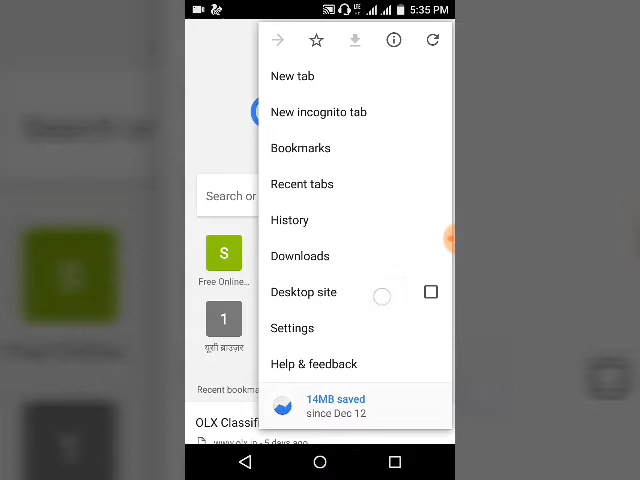 LTE
5:35 PM
New tab
New incognito tab
Bookmarks
Recent tabs
History
Downloads
Desktop site
Settings
Help & feedback
14MB saved
since Dec 12
Search or
S
Free Online...
1
यूसी ब्राउज़र
Recent bookma
OLX Classifi
www.olx.in - 5 days ago